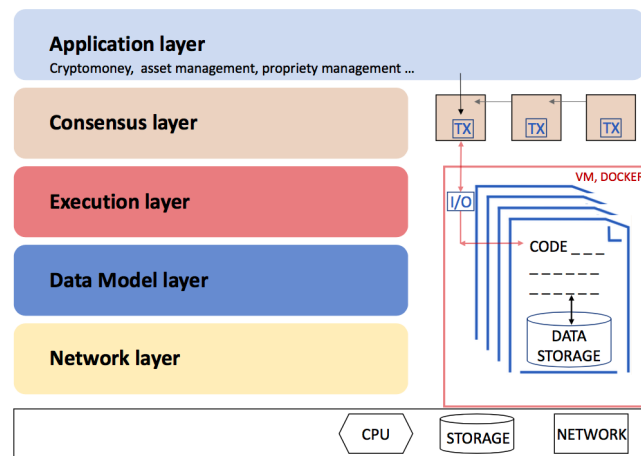 Application layer
Cryptomoney, asset management, propriety management ...
Consensus layer
TX
TX
TX
Execution layer
VM, DOCKER
I/O
CODE _ _ _
_ _ _ _ _ _
_ _ _ _ _ _
Data Model layer
DATA
STORAGE
Network layer
CPU
STORAGE
NETWORK